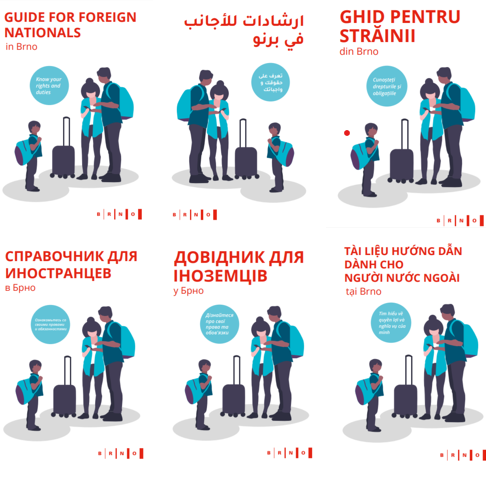 GUIDE FOR FOREIGN
NATIONALS
in Brno
Know your
rights and
duties
B R N O
ارشادات للأجانب
في برنو
تعرف على
حقوقك و
واجباتك
B R N O
GHID PENTRU
STRĂINII
din Brno
Cunoașteți
drepturile și
obligațiile
B R N O
СПРАВОЧНИК ДЛЯ
ИНОСТРАНЦЕВ
в Брно
Ознакомьтесь со
своими правами
и обязанностями
B R N O
ДОВІДНИК ДЛЯ
ІНОЗЕМЦІВ
у Брно
Дізнайтеся
про свої
права та
обов'язки
B R N O
TÀI LIỆU HƯỚNG DẪN
DÀNH CHO
NGƯỜI NƯỚC NGOÀI
tại Brno
Tìm hiểu về
quyền lợi và
nghĩa vụ của
mình
B R N O